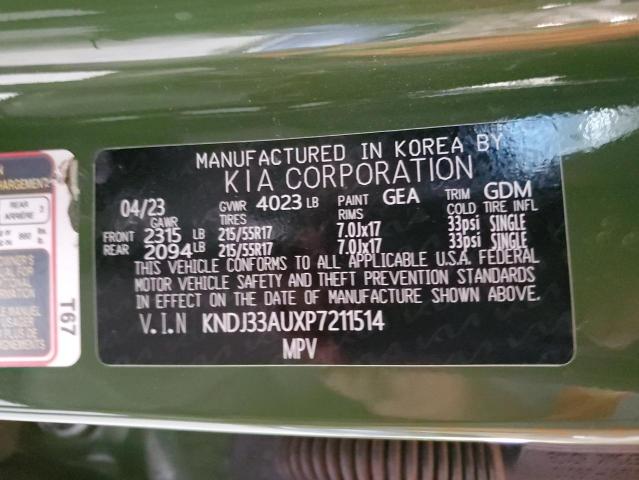 MANUFACTURED IN KOREA BY
KIA CORPORATION
04/23 GVWR 4023 LB PAINT GEA TRIM GDM
GAWR TIRES RIMS COLD TIRE INFL
FRONT 2315 LB 215/55R17 7.0Jx17 33psi SINGLE
REAR 2094 LB 215/55R17 7.0Jx17 33psi SINGLE
THIS VEHICLE CONFORMS TO ALL APPLICABLE U.S.A. FEDERAL
MOTOR VEHICLE SAFETY AND THEFT PREVENTION STANDARDS
IN EFFECT ON THE DATE OF MANUFACTURE SHOWN ABOVE.
V.I.N KNDJ33AUXP7211514
MPV
REAR
ARRIÈRE
T67